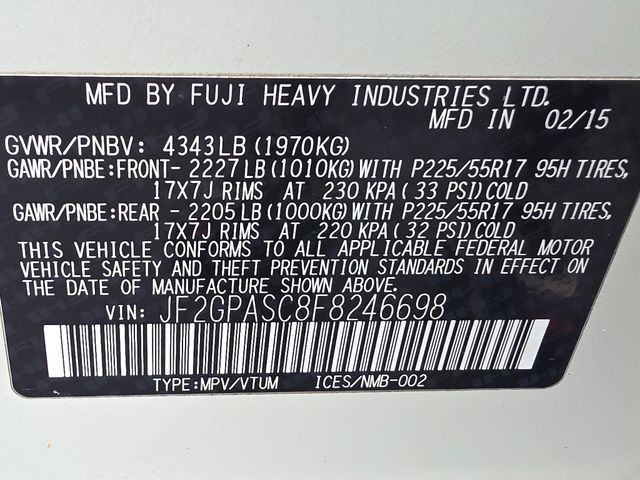 MFD BY FUJI HEAVY INDUSTRIES LTD.
MFD IN 02/15
GVWR/PNBV: 4343LB (1970KG)
GAWR/PNBE:FRONT- 2227LB (1010KG) WITH P225/55R17 95H TIRES,
17X7J RIMS AT 230 KPA ( 33 PSI) COLD
GAWR/PNBE:REAR - 2205LB (1000KG) WITH P225/55R17 95H TIRES,
17X7J RIMS AT 220 KPA ( 32 PSI) COLD
THIS VEHICLE CONFORMS TO ALL APPLICABLE FEDERAL MOTOR
VEHICLE SAFETY AND THEFT PREVENTION STANDARDS IN EFFECT ON
THE DATE OF MANUFACTURE SHOWN ABOVE.
VIN: JF2GPASC8F8246698
TYPE:MPV/VTUM ICES/NMB-002